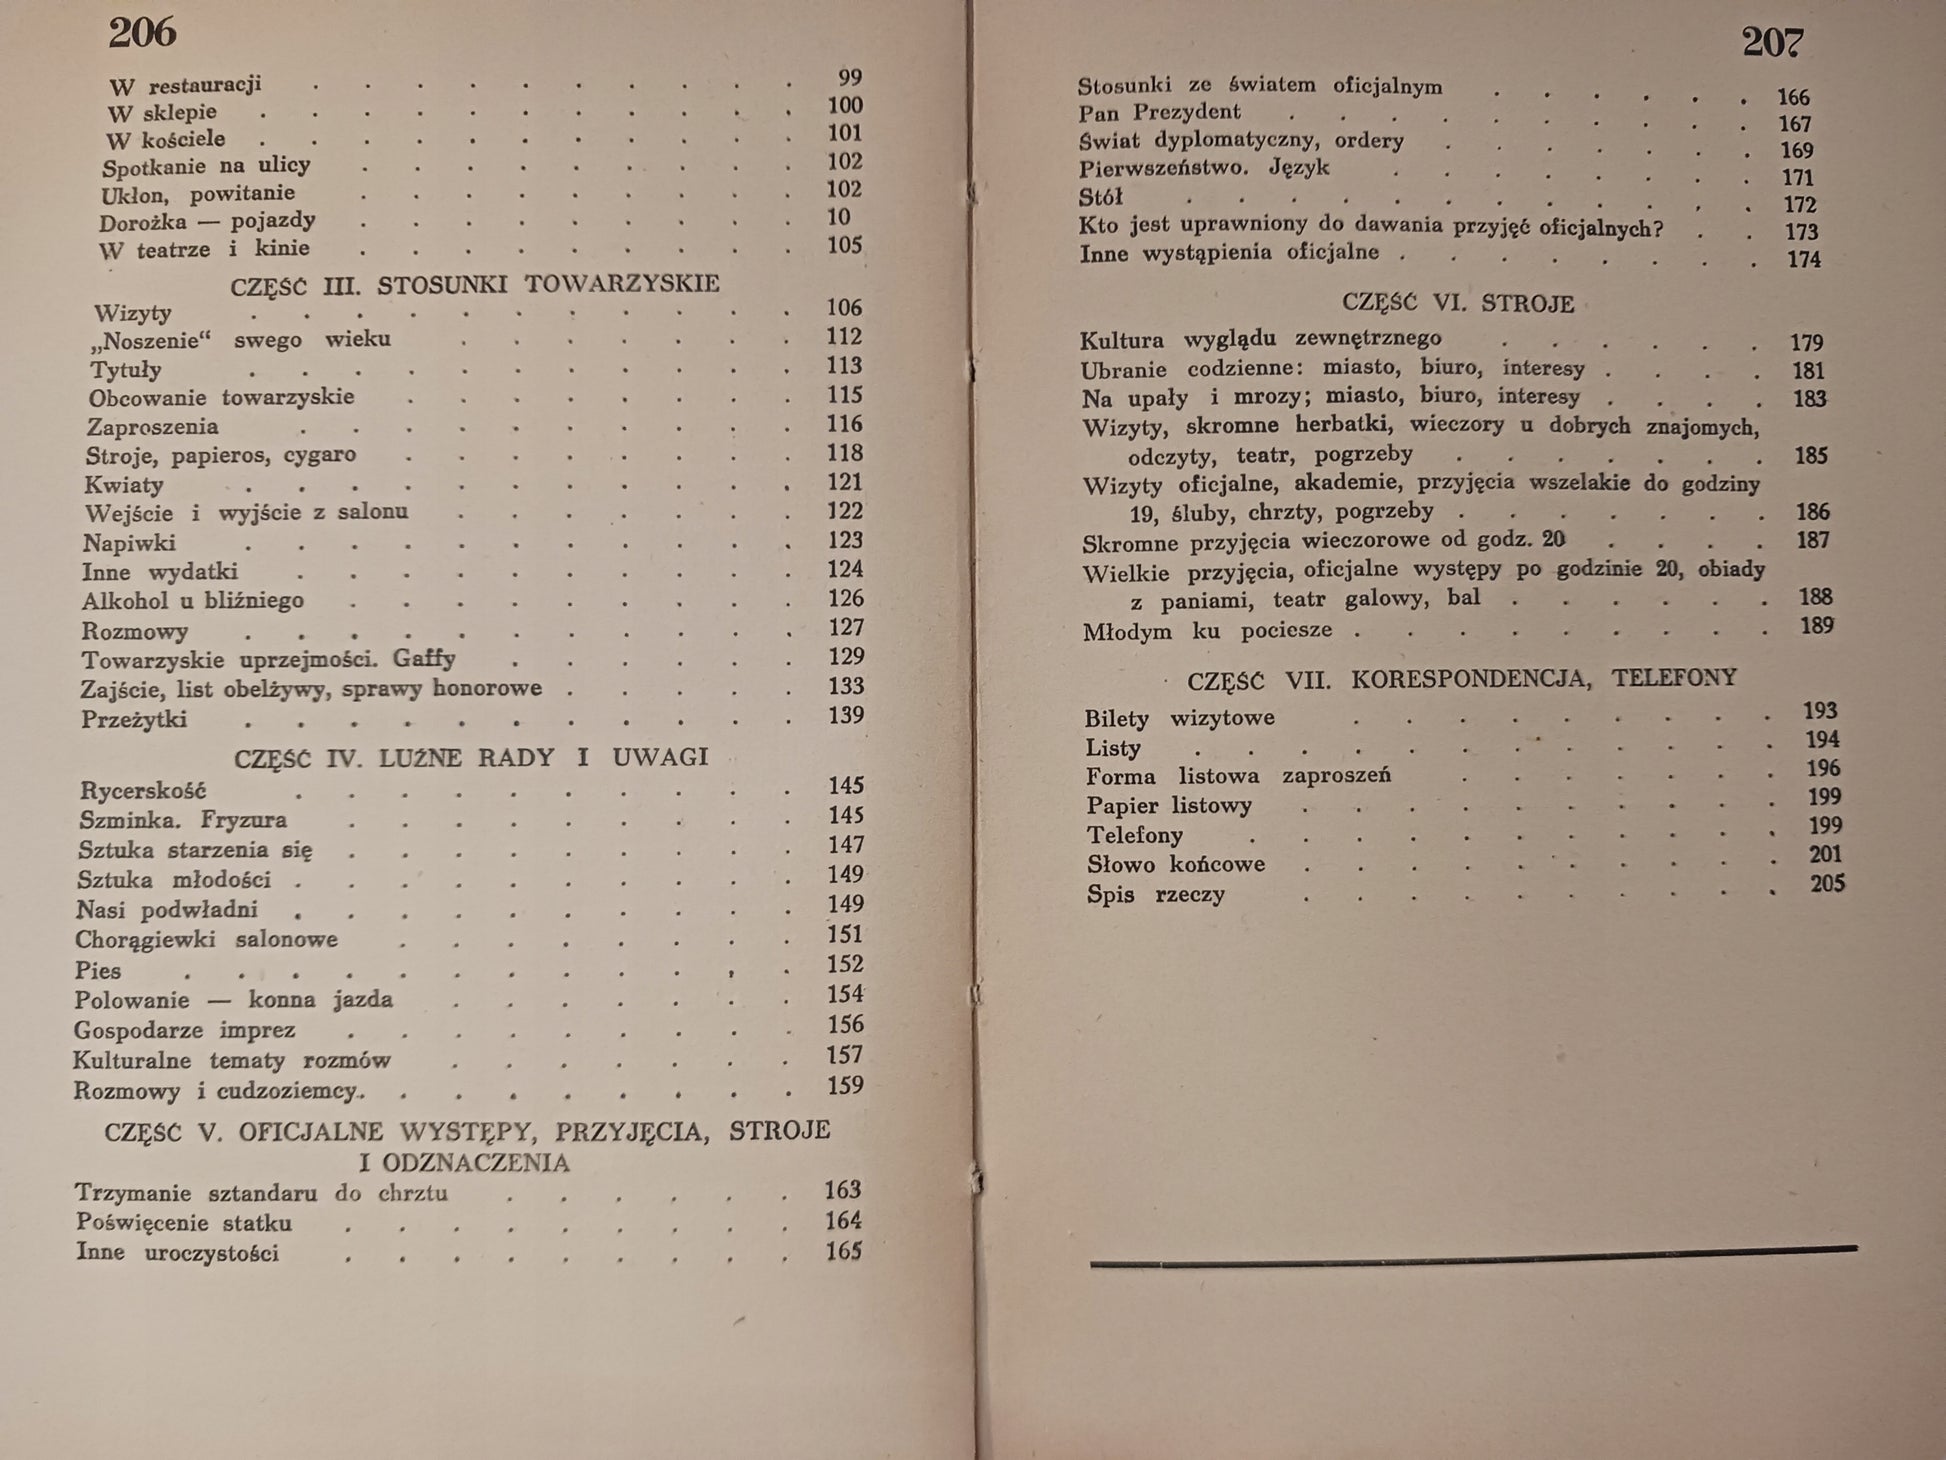 206
W restauracji . . . . . . . . . . 99
W sklepie . . . . . . . . . . . 100
W kościele . . . . . . . . . . . 101
Spotkanie na ulicy . . . . . . . . . 102
Ukłon, powitanie . . . . . . . . . 102
Dorożka — pojazdy . . . . . . . . . 10
W teatrze i kinie . . . . . . . . . 105
CZĘŚĆ III. STOSUNKI TOWARZYSKIE
Wizyty . . . . . . . . . . . 106
„Noszenie“ swego wieku . . . . . . . 112
Tytuły . . . . . . . . . . . 113
Obcowanie towarzyskie . . . . . . . . 115
Zaproszenia . . . . . . . . . . 116
Stroje, papieros, cygaro . . . . . . . . 118
Kwiaty . . . . . . . . . . . 121
Wejście i wyjście z salonu . . . . . . . 122
Napiwki . . . . . . . . . . . 123
Inne wydatki . . . . . . . . . . 124
Alkohol u bliźniego . . . . . . . . . 126
Rozmowy . . . . . . . . . . . 127
Towarzyskie uprzejmości. Gaffy . . . . . . 129
Zajście, list obelżywy, sprawy honorowe . . . . . 133
Przeżytki . . . . . . . . . . . 139
CZĘŚĆ IV. LUŹNE RADY I UWAGI
Rycerskość . . . . . . . . . . 145
Szminka. Fryzura . . . . . . . . . 145
Sztuka starzenia się . . . . . . . . . 147
Sztuka młodości . . . . . . . . . . 149
Nasi podwładni . . . . . . . . . . 149
Chorągiewki salonowe . . . . . . . . 151
Pies . . . . . . . . . . . . 152
Polowanie — konna jazda . . . . . . . 154
Gospodarze imprez . . . . . . . . . 156
Kulturalne tematy rozmów . . . . . . . 157
Rozmowy i cudzoziemcy. . . . . . . . . . 159
CZĘŚĆ V. OFICJALNE WYSTĘPY, PRZYJĘCIA, STROJE
I ODZNACZENIA
Trzymanie sztandaru do chrztu . . . . . . 163
Poświęcenie statku . . . . . . . . . 164
Inne uroczystości . . . . . . . . . 165
207
Stosunki ze światem oficjalnym . . . . . . 166
Pan Prezydent . . . . . . . . . . 167
Świat dyplomatyczny, ordery . . . . . . . 169
Pierwszeństwo. Język . . . . . . . . 171
Stół . . . . . . . . . . . . 172
Kto jest uprawniony do dawania przyjęć oficjalnych? . . 173
Inne wystąpienia oficjalne . . . . . . . . 174
CZĘŚĆ VI. STROJE
Kultura wyglądu zewnętrznego . . . . . . 179
Ubranie codzienne: miasto, biuro, interesy . . . . 181
Na upały i mrozy; miasto, biuro, interesy . . . . 183
Wizyty, skromne herbatki, wieczory u dobrych znajomych,
odczyty, teatr, pogrzeby . . . . . . . 185
Wizyty oficjalne, akademie, przyjęcia wszelakie do godziny
19, śluby, chrzty, pogrzeby . . . . . . . 186
Skromne przyjęcia wieczorowe od godz. 20 . . . . 187
Wielkie przyjęcia, oficjalne występy po godzinie 20, obiady
z paniami, teatr galowy, bal . . . . . . 188
Młodym ku pociesze . . . . . . . . . 189
CZĘŚĆ VII. KORESPONDENCJA, TELEFONY
Bilety wizytowe . . . . . . . . . 193
Listy . . . . . . . . . . . . 194
Forma listowa zaproszeń . . . . . . . 196
Papier listowy . . . . . . . . . . 199
Telefony . . . . . . . . . . . 199
Słowo końcowe . . . . . . . . . . 201
Spis rzeczy . . . . . . . . . . 205